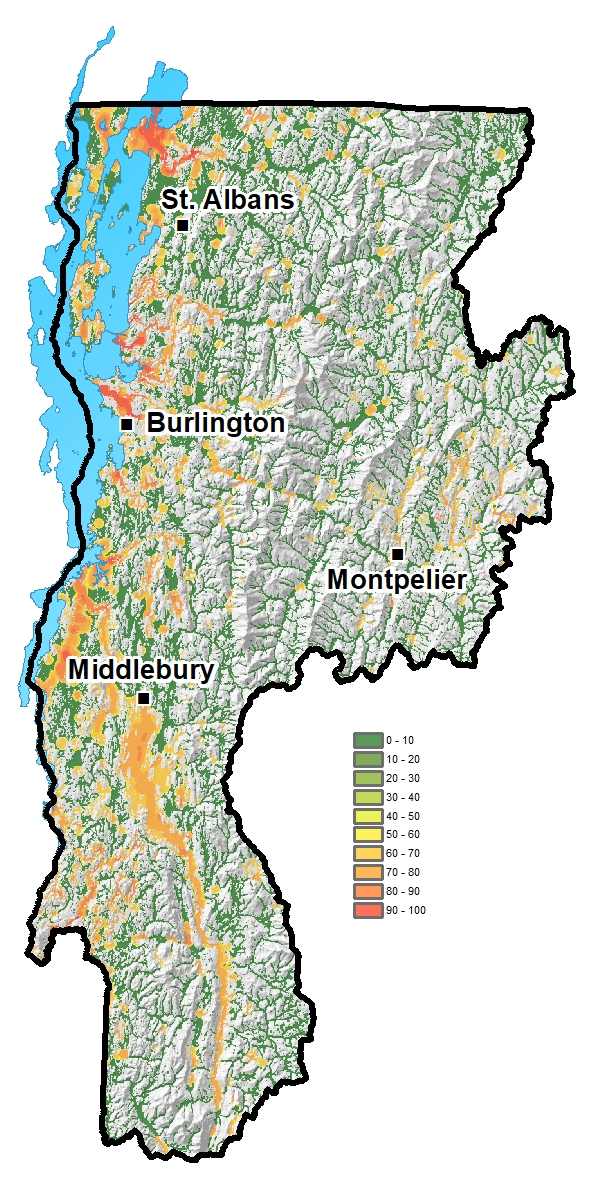 St. Albans
Burlington
Montpelier
Middlebury
0 - 10
10 - 20
20 - 30
30 - 40
40 - 50
50 - 60
60 - 70
70 - 80
80 - 90
90 - 100